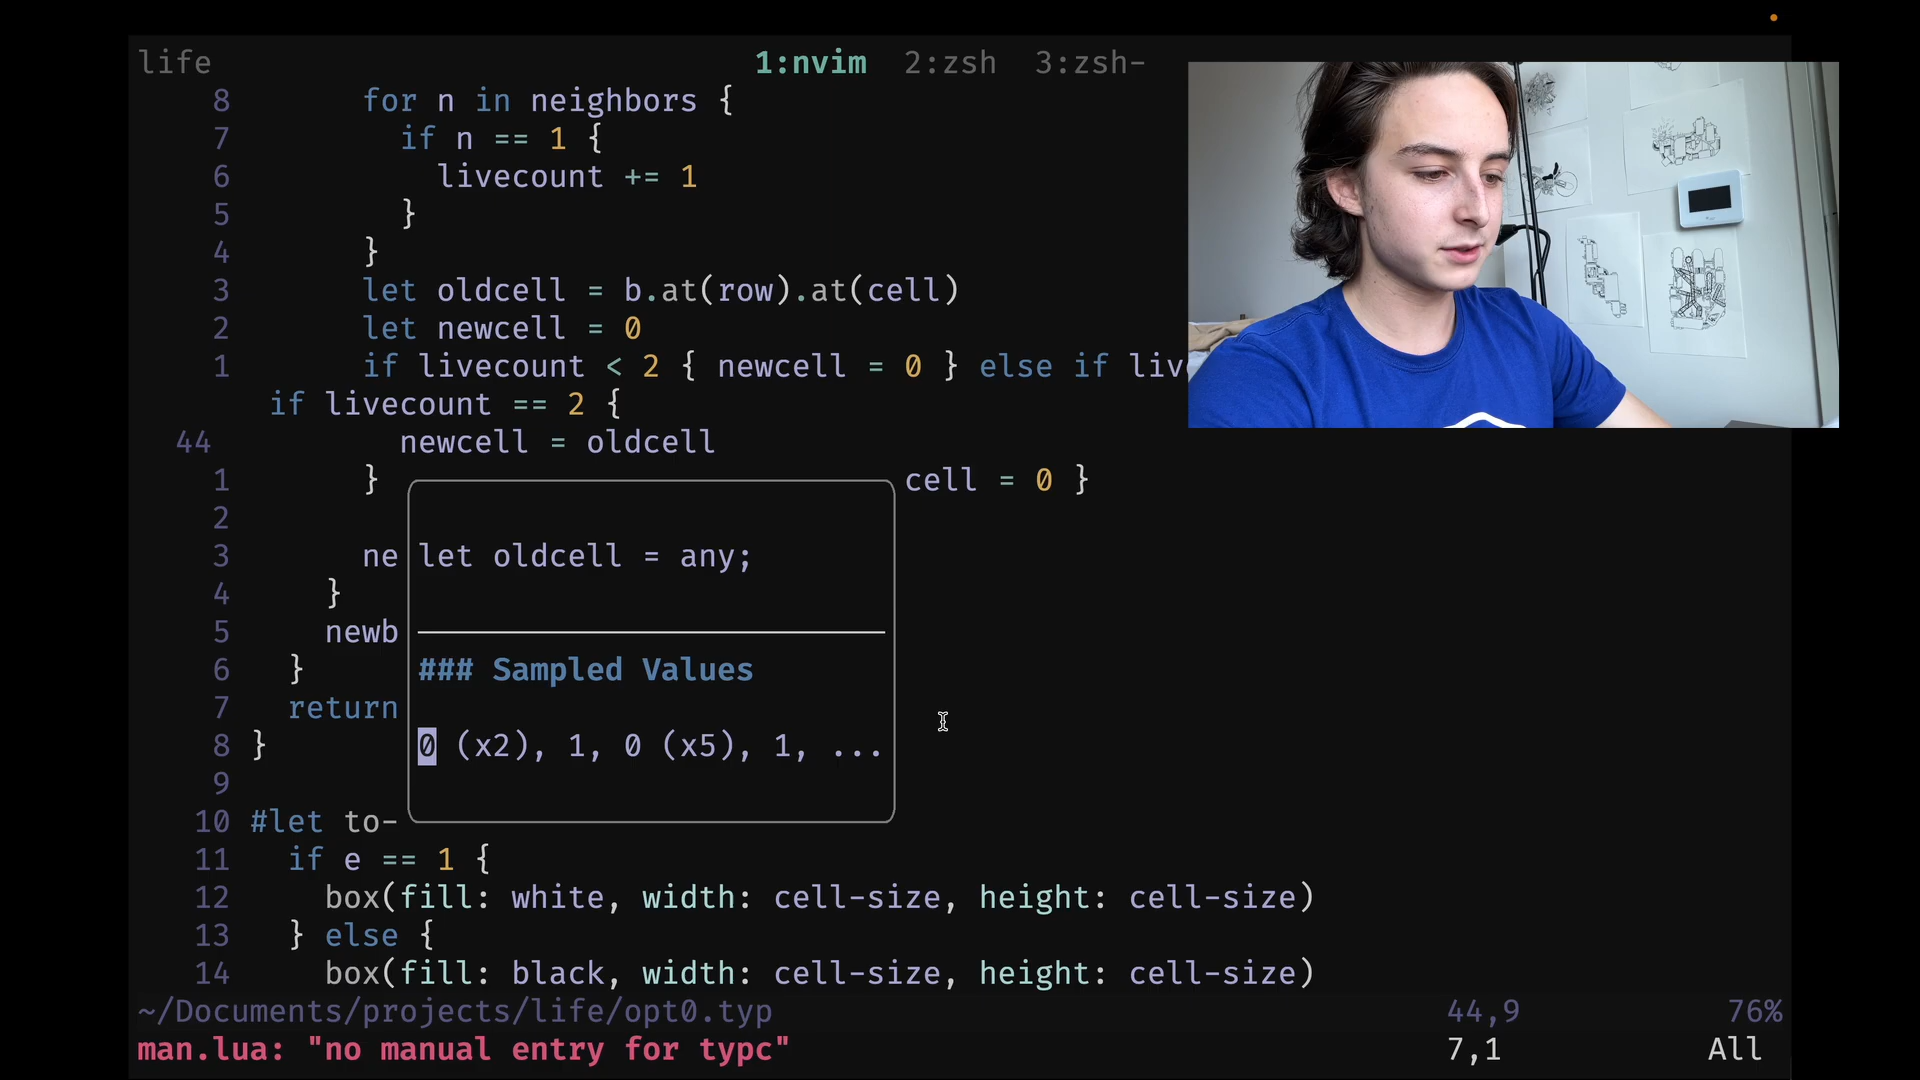 life 1:nvim 2:zsh 3:zsh-
8 for n in neighbors {
7 if n == 1 {
6 livecount += 1
5 }
4 }
3 let oldcell = b.at(row).at(cell)
2 let newcell = 0
1 if livecount < 2 { newcell = 0 } else if liv
if livecount == 2 {
44 newcell = oldcell
1 } cell = 0 }
2
3 ne let oldcell = any;
4 }
5 newb
6 } ### Sampled Values
7 return
8 } 0 (x2), 1, 0 (x5), 1, ...
9
10 #let to-
11 if e == 1 {
12 box(fill: white, width: cell-size, height: cell-size)
13 } else {
14 box(fill: black, width: cell-size, height: cell-size)
~/Documents/projects/life/opt0.typ 44,9 76%
man.lua: "no manual entry for typc" 7,1 All